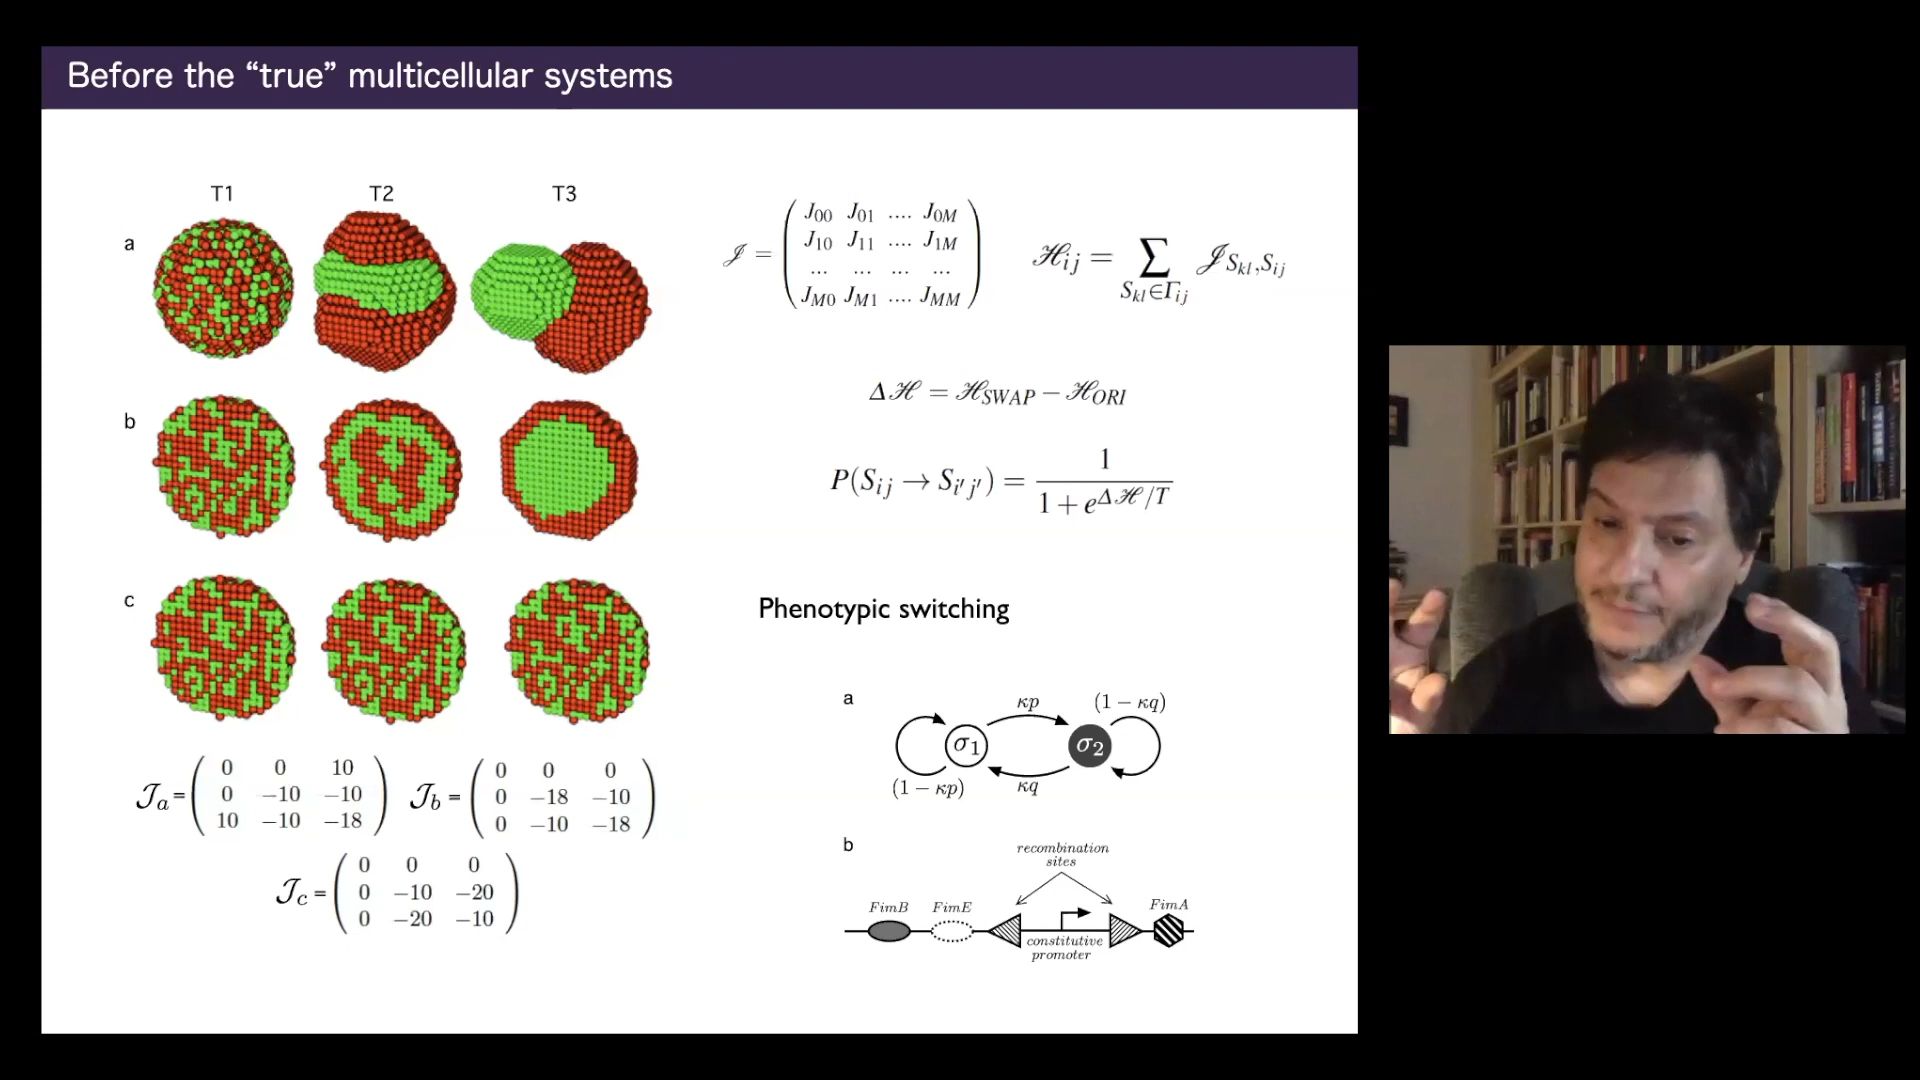 Before the “true” multicellular systems
T1 T2 T3
a
b
c
𝒥a = ( 0 0 10
0 −10 −10
10 −10 −18 )
𝒥b = ( 0 0 0
0 −18 −10
0 −10 −18 )
𝒥c = ( 0 0 0
0 −10 −20
0 −20 −10 )
𝒥 = ( J00 J01 .... J0M
J10 J11 .... J1M
... ... ... ...
JM0 JM1 .... JMM )
ℋij = ∑ Skl∈Γij 𝒥Skl,Sij
Δℋ = ℋSWAP − ℋORI
P(Sij → Si′j′) = 1 / (1 + e^Δℋ/T)
Phenotypic switching
a
κp (1 − κq)
σ1 σ2
(1 − κp) κq
b
recombination
sites
FimB FimE FimA
constitutive
promoter